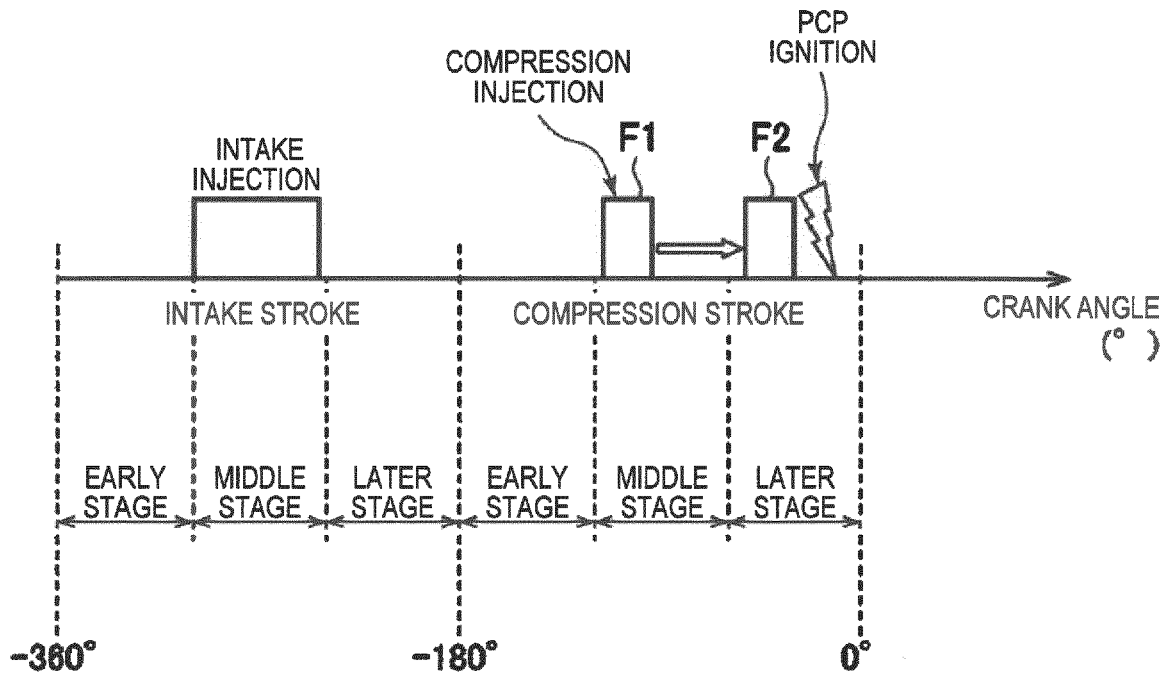 PCP
IGNITION
COMPRESSION
INJECTION
F1
F2
INTAKE
INJECTION
INTAKE STROKE
COMPRESSION STROKE
CRANK ANGLE
(° )
EARLY
STAGE
MIDDLE
STAGE
LATER
STAGE
EARLY
STAGE
MIDDLE
STAGE
LATER
STAGE
-360°
-180°
0°